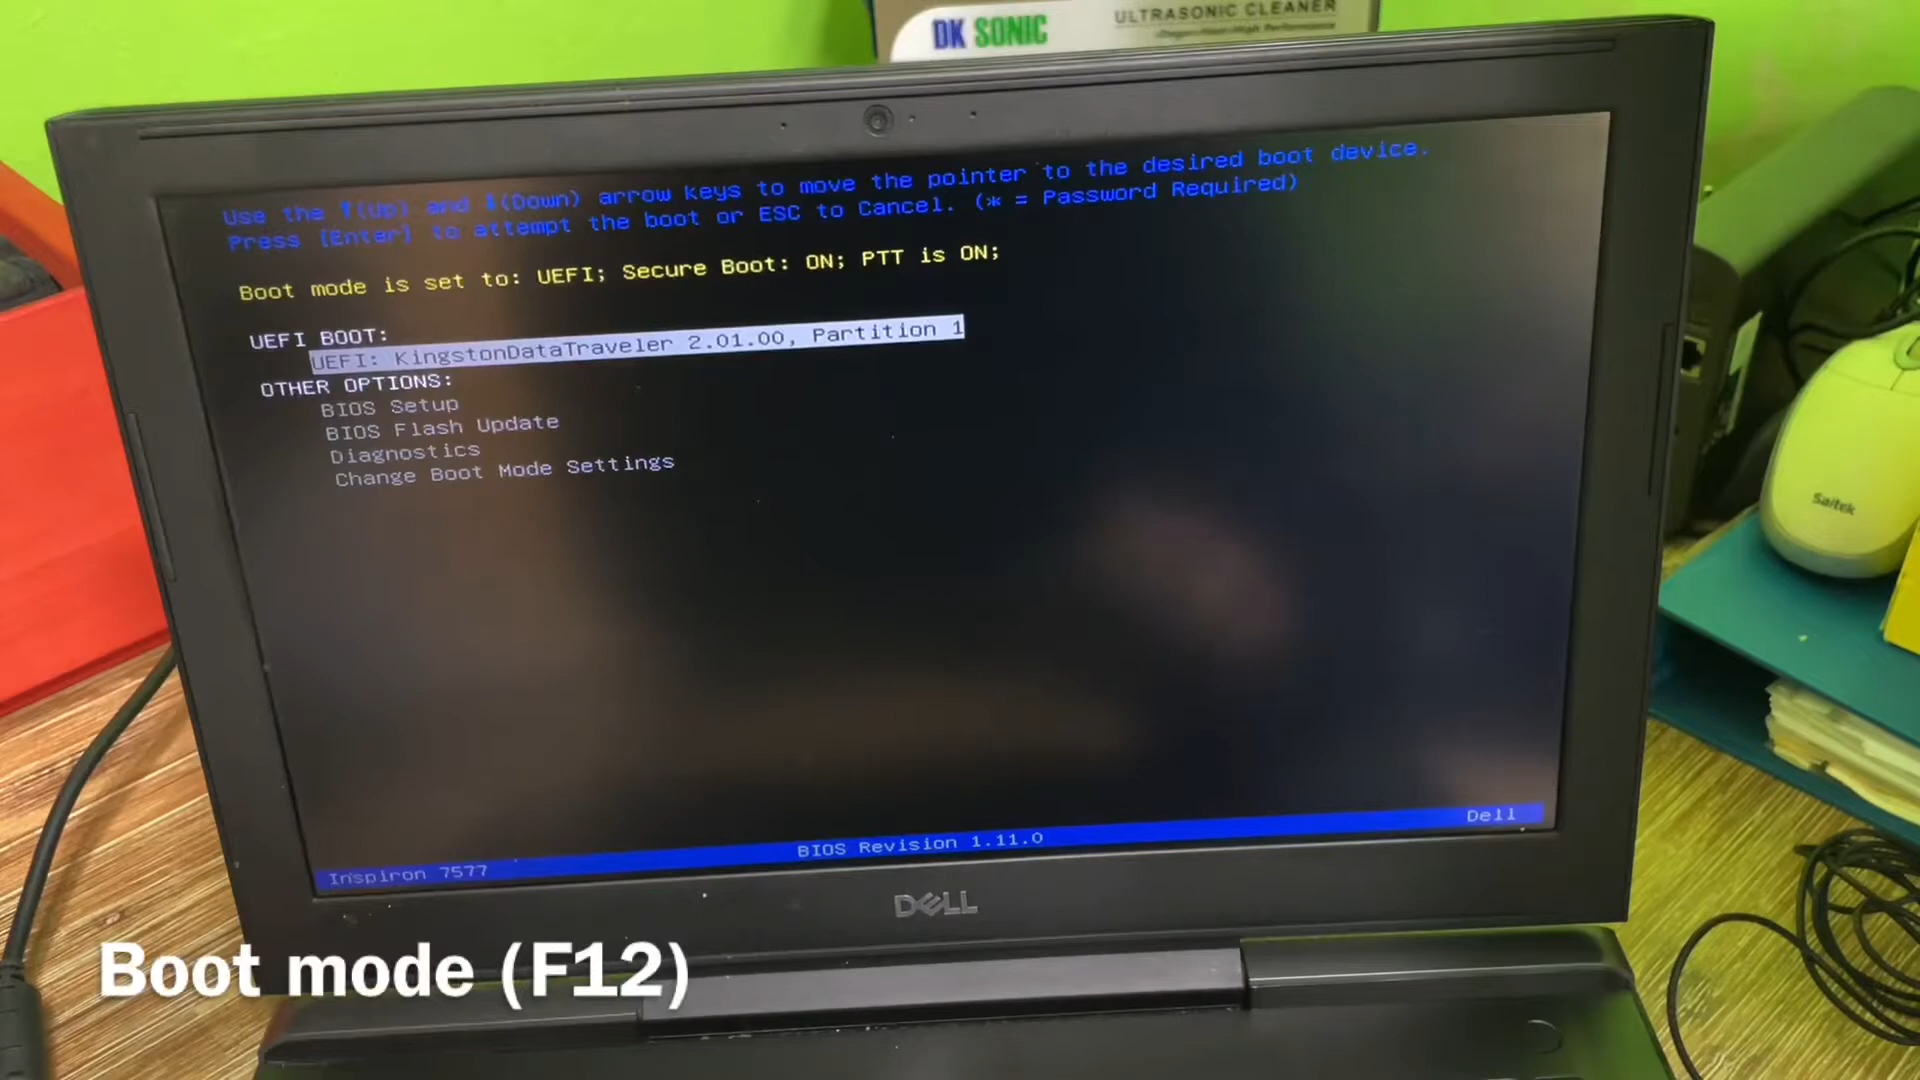 DK SONIC
ULTRASONIC CLEANER
Use the ↑(Up) and ↓(Down) arrow keys to move the pointer to the desired boot device.
Press [Enter] to attempt the boot or ESC to Cancel. (* = Password Required)
Boot mode is set to: UEFI; Secure Boot: ON; PTT is ON;
UEFI BOOT:
UEFI: KingstonDataTraveler 2.01.00, Partition 1
OTHER OPTIONS:
BIOS Setup
BIOS Flash Update
Diagnostics
Change Boot Mode Settings
Saitek
Inspiron 7577
BIOS Revision 1.11.0
Dell
DELL
Boot mode (F12)